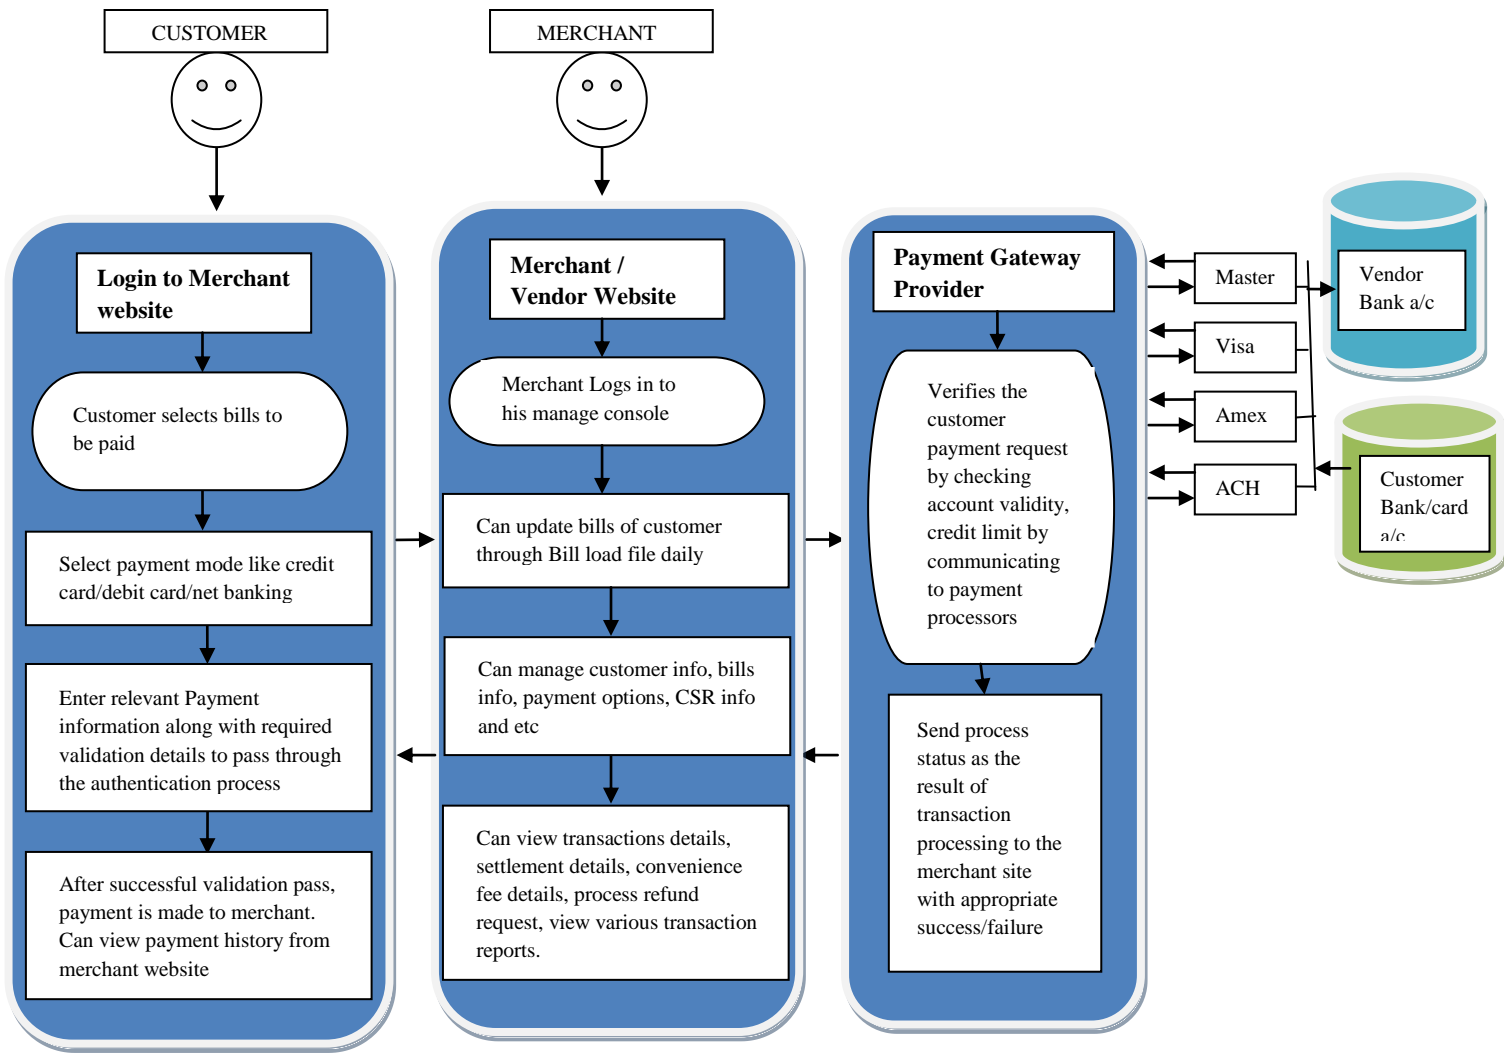 CUSTOMER
MERCHANT
Login to Merchant
website
Customer selects bills to
be paid
Select payment mode like credit
card/debit card/net banking
Enter relevant Payment
information along with required
validation details to pass through
the authentication process
After successful validation pass,
payment is made to merchant.
Can view payment history from
merchant website
Merchant /
Vendor Website
Merchant Logs in to
his manage console
Can update bills of customer
through Bill load file daily
Can manage customer info, bills
info, payment options, CSR info
and etc
Can view transactions details,
settlement details, convenience
fee details, process refund
request, view various transaction
reports.
Payment Gateway
Provider
Verifies the
customer
payment request
by checking
account validity,
credit limit by
communicating
to payment
processors
Send process
status as the
result of
transaction
processing to the
merchant site
with appropriate
success/failure
Master
Visa
Amex
ACH
Vendor
Bank a/c
Customer
Bank/card
a/c